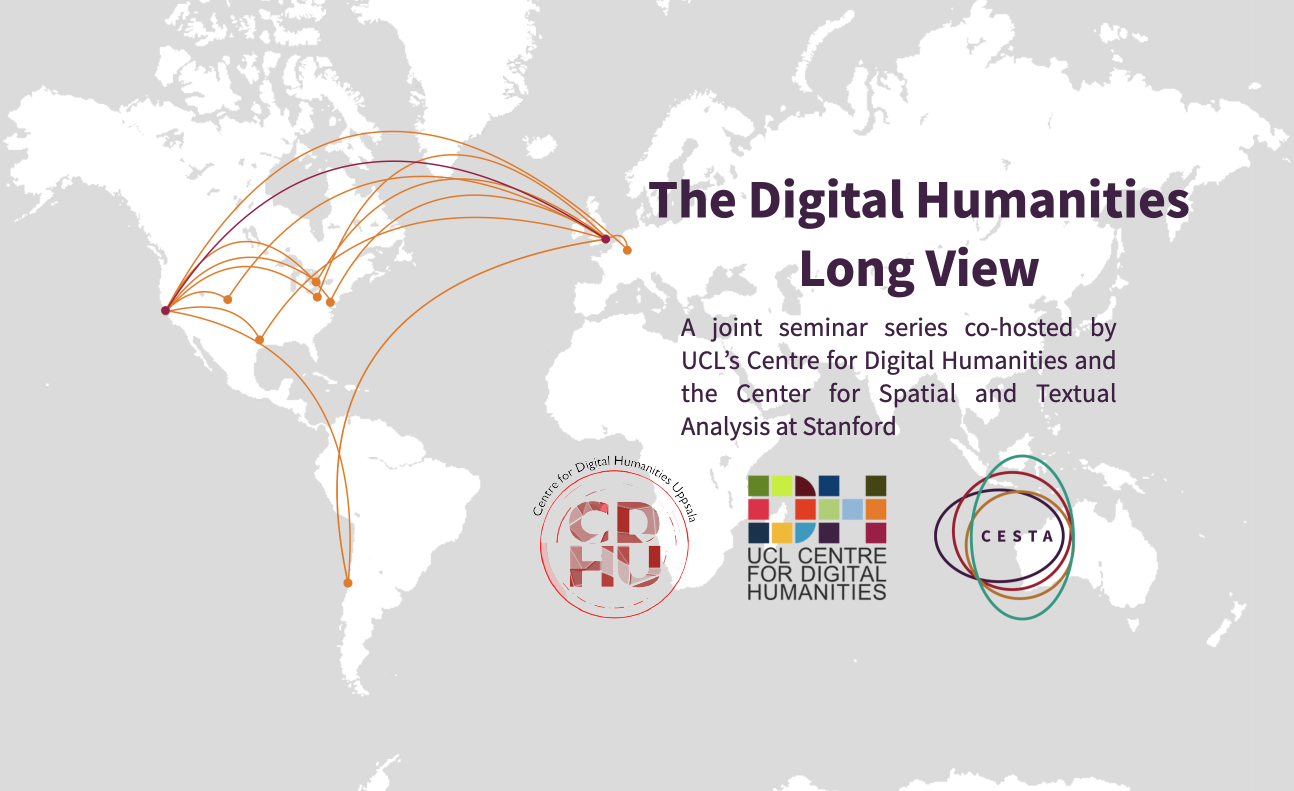 The Digital Humanities
Long View
A joint seminar series co-hosted by
UCL’s Centre for Digital Humanities and
the Center for Spatial and Textual
Analysis at Stanford
Centre for Digital Humanities Uppsala
CD
HU
UCL CENTRE
FOR DIGITAL
HUMANITIES
CESTA